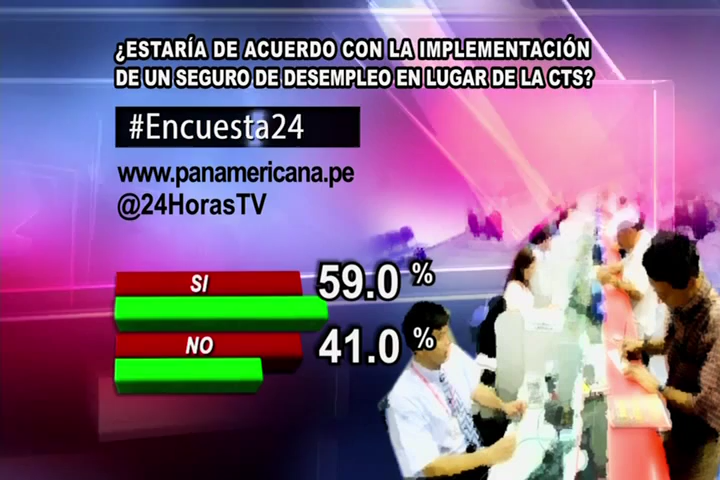 ¿ESTARÍA DE ACUERDO CON LA IMPLEMENTACIÓN
DE UN SEGURO DE DESEMPLEO EN LUGAR DE LA CTS?
#Encuesta24
www.panamericana.pe
@24HorasTV
SI 59.0 %
NO 41.0 %